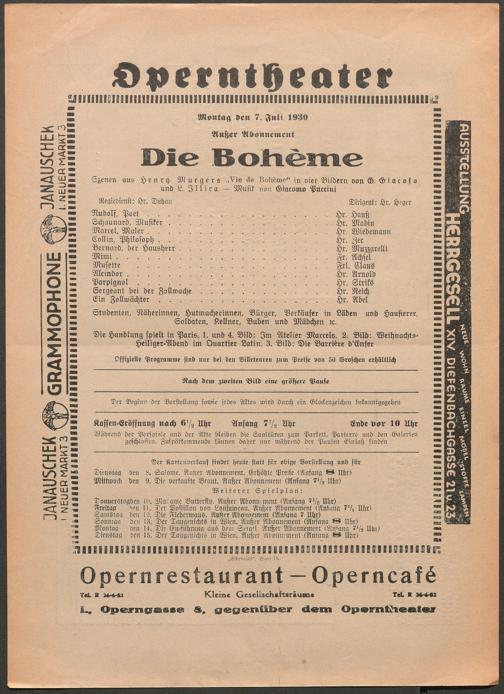 Operntheater
Montag den 7. Juli 1930
Außer Abonnement
Die Bohème
Szenen aus Henry Murgers „Vie de Bohème" in vier Bildern von G. Giacosa
und L. Illica — Musik von Giacomo Puccini
Regiedienst: Hr. Duhan Dirigent: Hr. Heger
Rudolf, Poet Hr.
Schaunard, Musiker Hr. Madin
Marcel, Maler Hr. Wiedemann
Collin, Philosoph Hr. Zec
Bernard, der Hausherr Hr. Muzzarelli
Mimi Fr. Achsel
Musette Frl. Claus
Alcindor Hr. Arnold
Parpignol Hr.
Sergeant bei der Zollwache Hr. Reich
Ein Zollwächter Hr. Abel
Studenten, Näherinnen, Hutmacherinnen, Bürger, Verkäufer in Läden und Hausierer,
Soldaten, Kellner, Buben und Mädchen ꝛc.
Die Handlung spielt in Paris. 1. und 4. Bild: Im Atelier Marcels. 2. Bild: Weihnachts-
Heiliger-Abend im Quartier Latin. 3. Bild: Die Barrière d'Enfer
Offizielle Programme sind nur bei den Billetteuren zum Preise von 50 Groschen erhältlich
Nach dem zweiten Bild eine größere Pause
Der Beginn der Vorstellung sowie jedes Aktes wird durch ein Glockenzeichen bekanntgegeben
Kassen-Eröffnung nach 6½ Uhr Anfang 7½ Uhr Ende vor 10 Uhr
Während der Vorspiele und der Akte bleiben die Saaltüren zum Parkett, Parterre und den Galerien
geschlossen. Zuspätkommende können daher nur während der Pausen Einlaß finden
Der Kartenverkauf findet heute statt für obige Vorstellung und für
Dienstag den 8. Salome. Außer Abonnement. Erhöhte Preise (Anfang 8 Uhr)
Mittwoch den 9. Die verkaufte Braut. Außer Abonnement (Anfang 7½ Uhr)
Weiterer Spielplan:
Donnerstag den 10. Madame Butterfly. Außer Abonnement (Anfang 7½ Uhr)
Freitag den 11. Der Postillon von Lonjumeau. Außer Abonnement (Anfang 7½ Uhr)
Samstag den 12. Die Fledermaus. Außer Abonnement (Anfang 7 Uhr)
Sonntag den 13. Der Taugenichts in Wien. Außer Abonnement (Anfang 8 Uhr)
Montag den 14. Die Entführung aus dem Serail. Außer Abonnement (Anfang 7½ Uhr)
Dienstag den 15. Der Taugenichts in Wien. Außer Abonnement (Anfang 8 Uhr)
Opernrestaurant — Operncafé
Tel. R 26-4-82 Kleine Gesellschaftsräume Tel. R 26-4-82
I., Operngasse 8, gegenüber dem Operntheater
JANAUSCHEK
I. NEUER MARKT 3
GRAMMOPHONE
JANAUSCHEK
I. NEUER MARKT 3
AUSSTELLUNG
HERRGESELL XIV DIEFENBACHGASSE 21 U. 23
NEUE WOHNRÄUME EINZELMÖBEL STOFFE LAMPEN